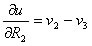 ∂u/∂R₂ = v₂ − v₃